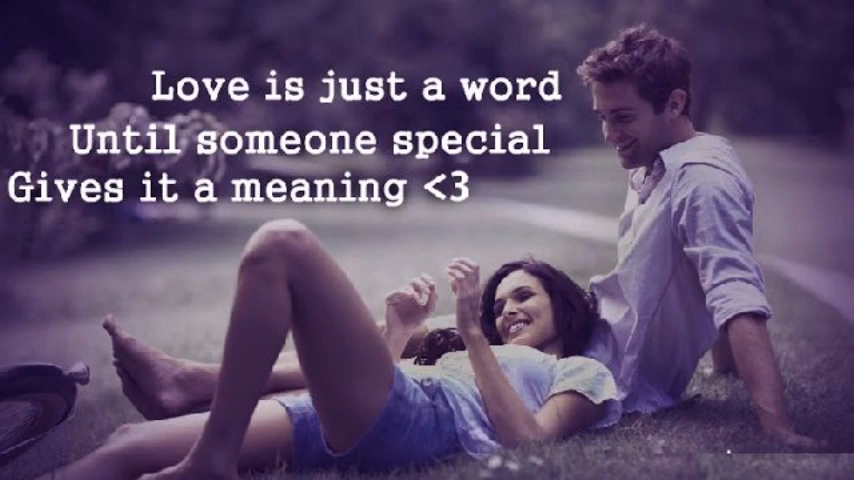 Love is just a word
Until someone special
Gives it a meaning <3